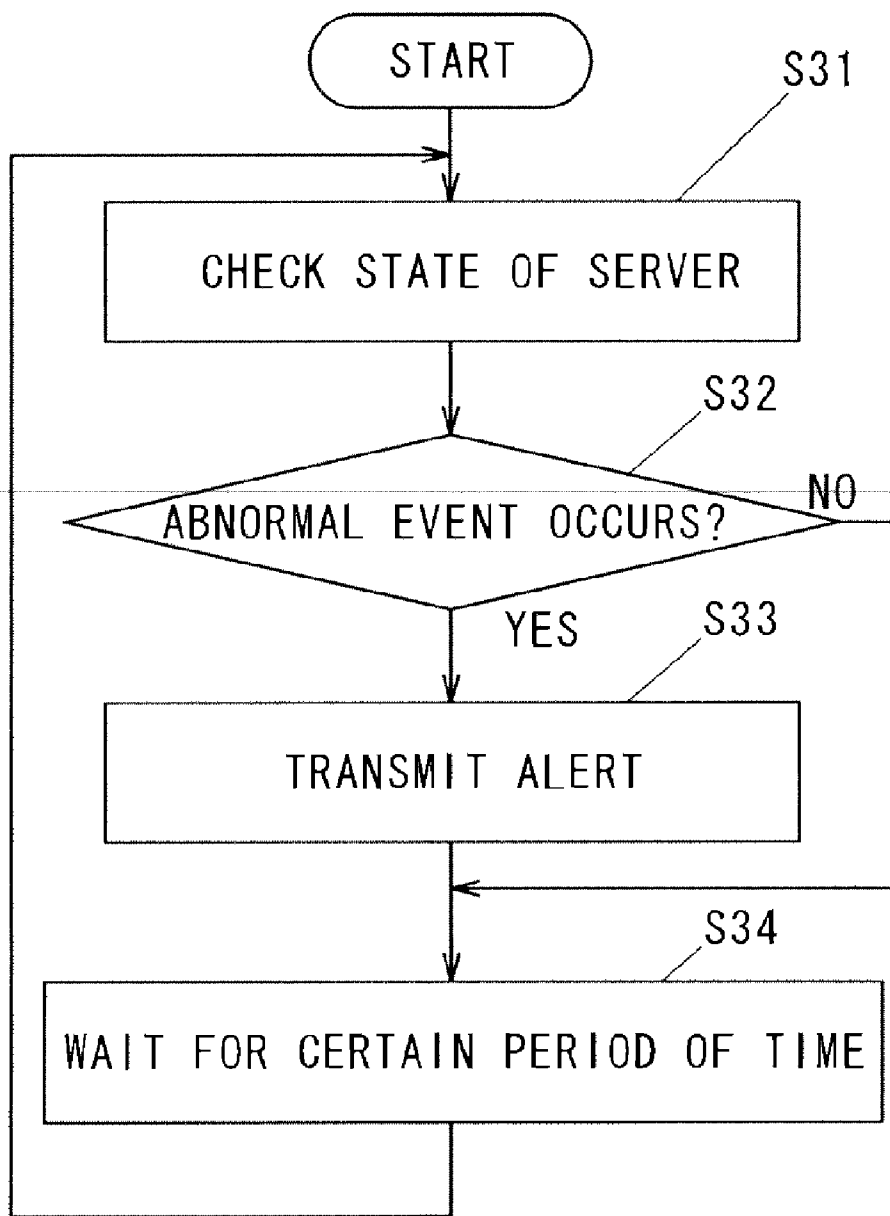 START
S31
CHECK STATE OF SERVER
S32
ABNORMAL EVENT OCCURS?
NO
YES
S33
TRANSMIT ALERT
S34
WAIT FOR CERTAIN PERIOD OF TIME